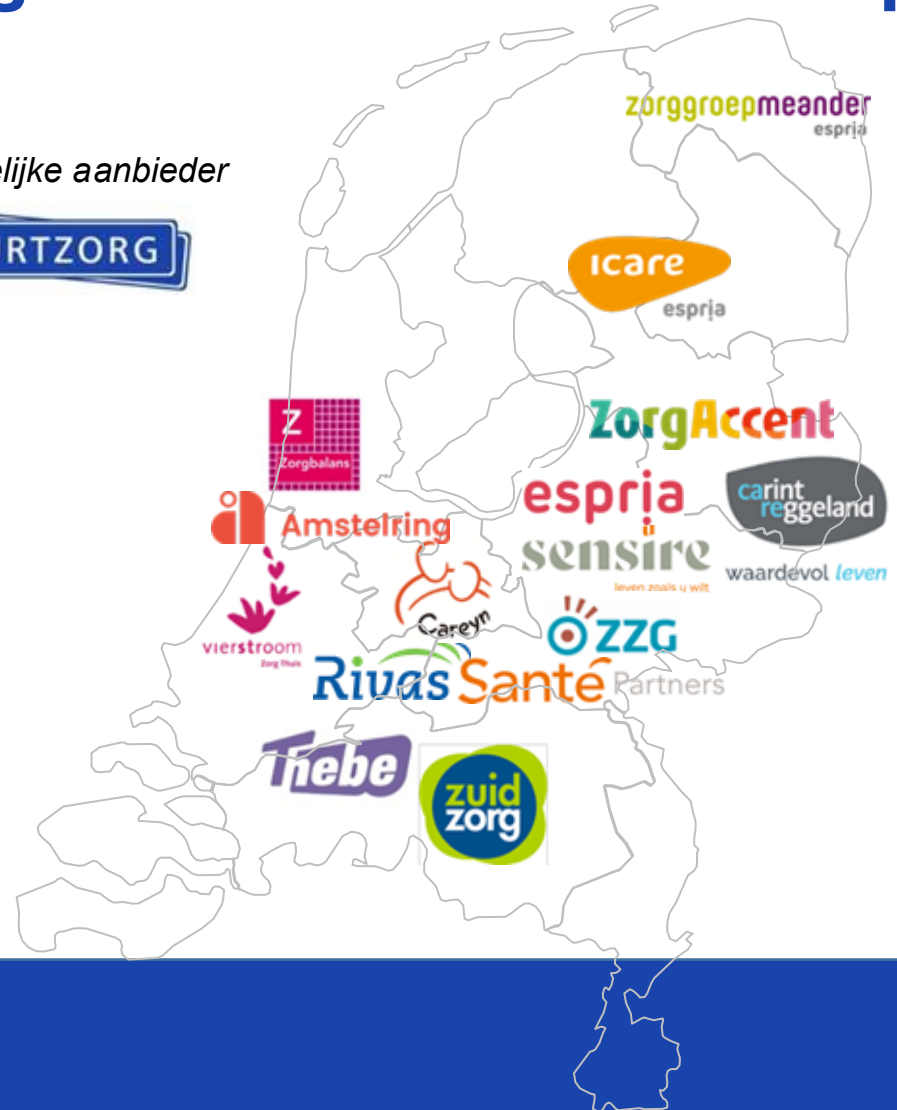 zorggroepmeander
espria
elijke aanbieder
RTZORG
icare
espria
ZorgAccent
Z
Zorgbalans
espria
carint
reggeland
waardevol leven
Amstelring
sensire
leven zoals u wilt
Careyn
vierstroom
Zorg Thuis
ZZG
Rivas
Santé Partners
Thebe
zuid
zorg